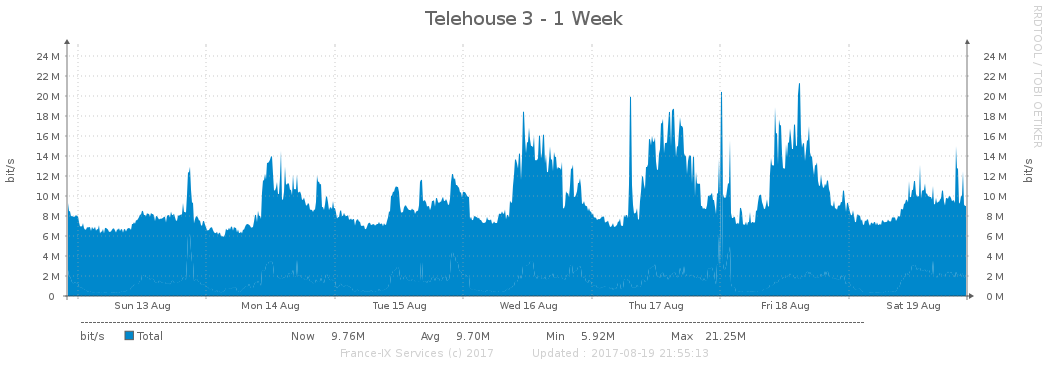 Telehouse 3 - 1 Week
RRDTOOL / TOBI OETIKER
bit/s
24 M 24 M
22 M 22 M
20 M 20 M
18 M 18 M
16 M 16 M
14 M 14 M
12 M 12 M
10 M 10 M
8 M 8 M
6 M 6 M
4 M 4 M
2 M 2 M
0 0 M
bit/s
Sun 13 Aug Mon 14 Aug Tue 15 Aug Wed 16 Aug Thu 17 Aug Fri 18 Aug Sat 19 Aug
bit/s Total Now 9.76M Avg 9.70M Min 5.92M Max 21.25M
France-IX Services (c) 2017 Updated : 2017-08-19 21:55:13